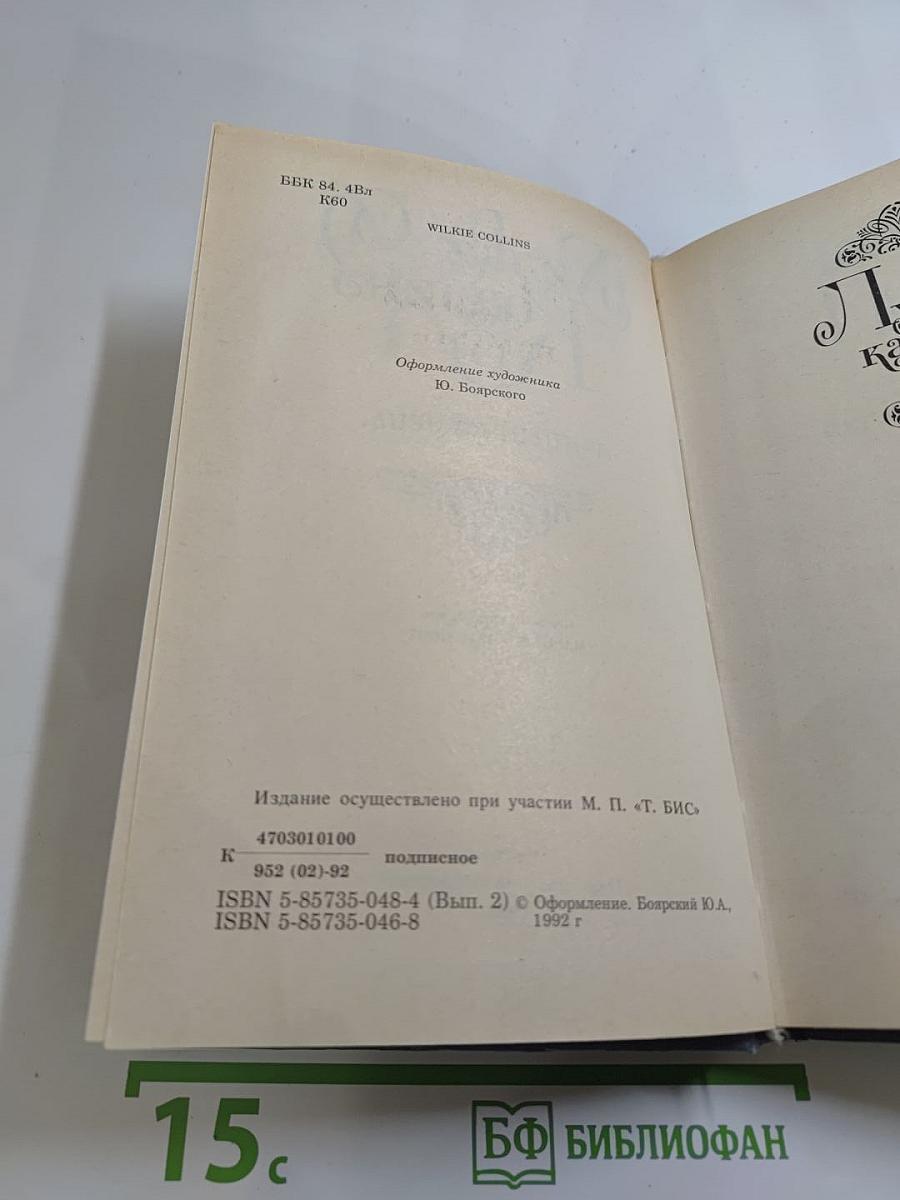 ББК 84. 4Вл
К60
WILKIE COLLINS
Оформление художника
Ю. Боярского
Издание осуществлено при участии М. П. «Т. БИС»
К 4703010100
952 (02)-92 подписное
ISBN 5-85735-048-4 (Вып. 2) © Оформление. Боярский Ю.А.,
ISBN 5-85735-046-8 1992 г
15 с
БФ БИБЛИОФАН